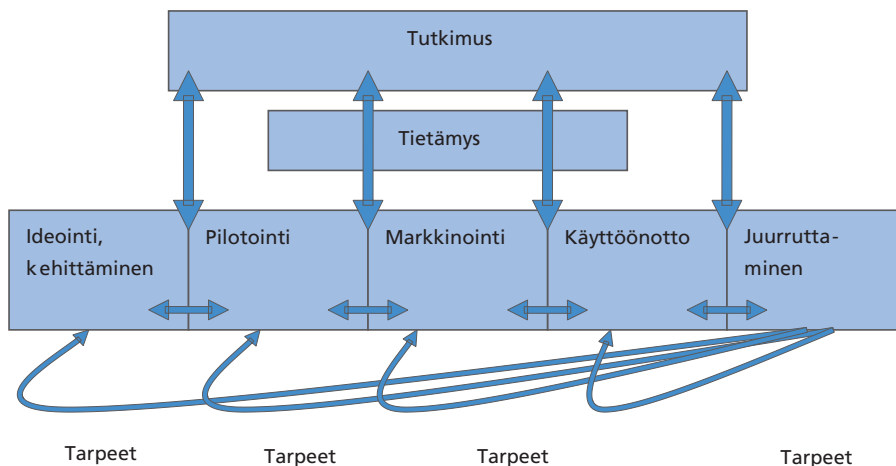 Tutkimus
Tietämys
Ideointi,
kehittäminen
Pilotointi
Markkinointi
Käyttöönotto
Juurrutta-
minen
Tarpeet
Tarpeet
Tarpeet
Tarpeet